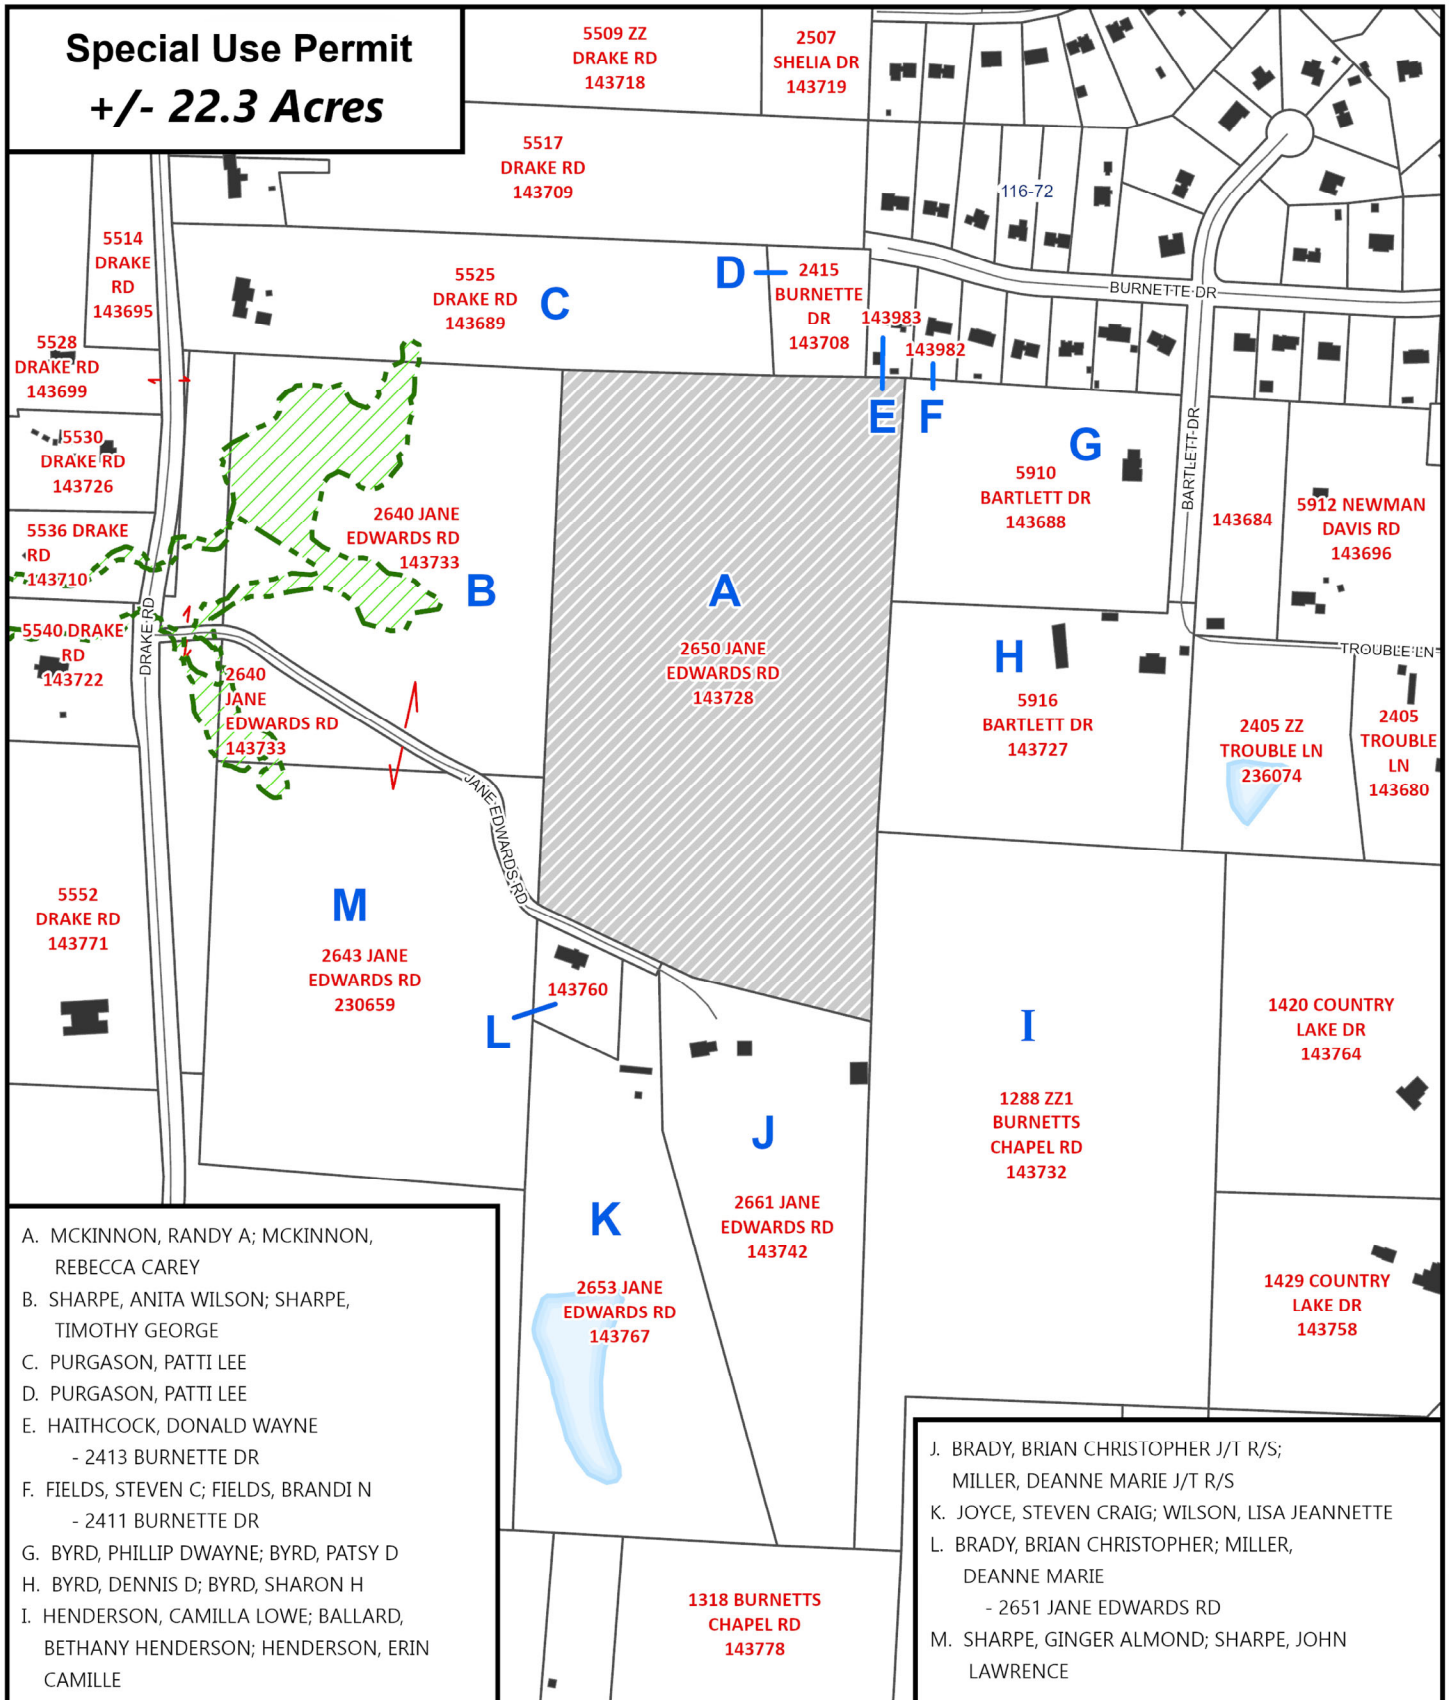 Special Use Permit
+/- 22.3 Acres
5509 ZZ
DRAKE RD
143718
2507
SHELIA DR
143719
5517
DRAKE RD
143709
116-72
5514
DRAKE
RD
143695
5525
DRAKE RD
143689
C
D
2415
BURNETTE
DR
143708
BURNETTE DR
143983
143982
E
F
5528
DRAKE RD
143699
5530
DRAKE RD
143726
5536 DRAKE
RD
143710
5540 DRAKE
RD
143722
DRAKE RD
2640 JANE
EDWARDS RD
143733
B
2640
JANE
EDWARDS RD
143733
A
2650 JANE
EDWARDS RD
143728
G
5910
BARTLETT DR
143688
BARTLETT DR
143684
5912 NEWMAN
DAVIS RD
143696
H
5916
BARTLETT DR
143727
TROUBLE LN
2405 ZZ
TROUBLE LN
236074
2405
TROUBLE
LN
143680
JANE EDWARDS RD
5552
DRAKE RD
143771
M
2643 JANE
EDWARDS RD
230659
143760
L
I
1288 ZZ1
BURNETTS
CHAPEL RD
143732
1420 COUNTRY
LAKE DR
143764
J
2661 JANE
EDWARDS RD
143742
K
2653 JANE
EDWARDS RD
143767
1429 COUNTRY
LAKE DR
143758
1318 BURNETTS
CHAPEL RD
143778
A. MCKINNON, RANDY A; MCKINNON,
REBECCA CAREY
B. SHARPE, ANITA WILSON; SHARPE,
TIMOTHY GEORGE
C. PURGASON, PATTI LEE
D. PURGASON, PATTI LEE
E. HAITHCOCK, DONALD WAYNE
- 2413 BURNETTE DR
F. FIELDS, STEVEN C; FIELDS, BRANDI N
- 2411 BURNETTE DR
G. BYRD, PHILLIP DWAYNE; BYRD, PATSY D
H. BYRD, DENNIS D; BYRD, SHARON H
I. HENDERSON, CAMILLA LOWE; BALLARD,
BETHANY HENDERSON; HENDERSON, ERIN
CAMILLE
J. BRADY, BRIAN CHRISTOPHER J/T R/S;
MILLER, DEANNE MARIE J/T R/S
K. JOYCE, STEVEN CRAIG; WILSON, LISA JEANNETTE
L. BRADY, BRIAN CHRISTOPHER; MILLER,
DEANNE MARIE
- 2651 JANE EDWARDS RD
M. SHARPE, GINGER ALMOND; SHARPE, JOHN
LAWRENCE